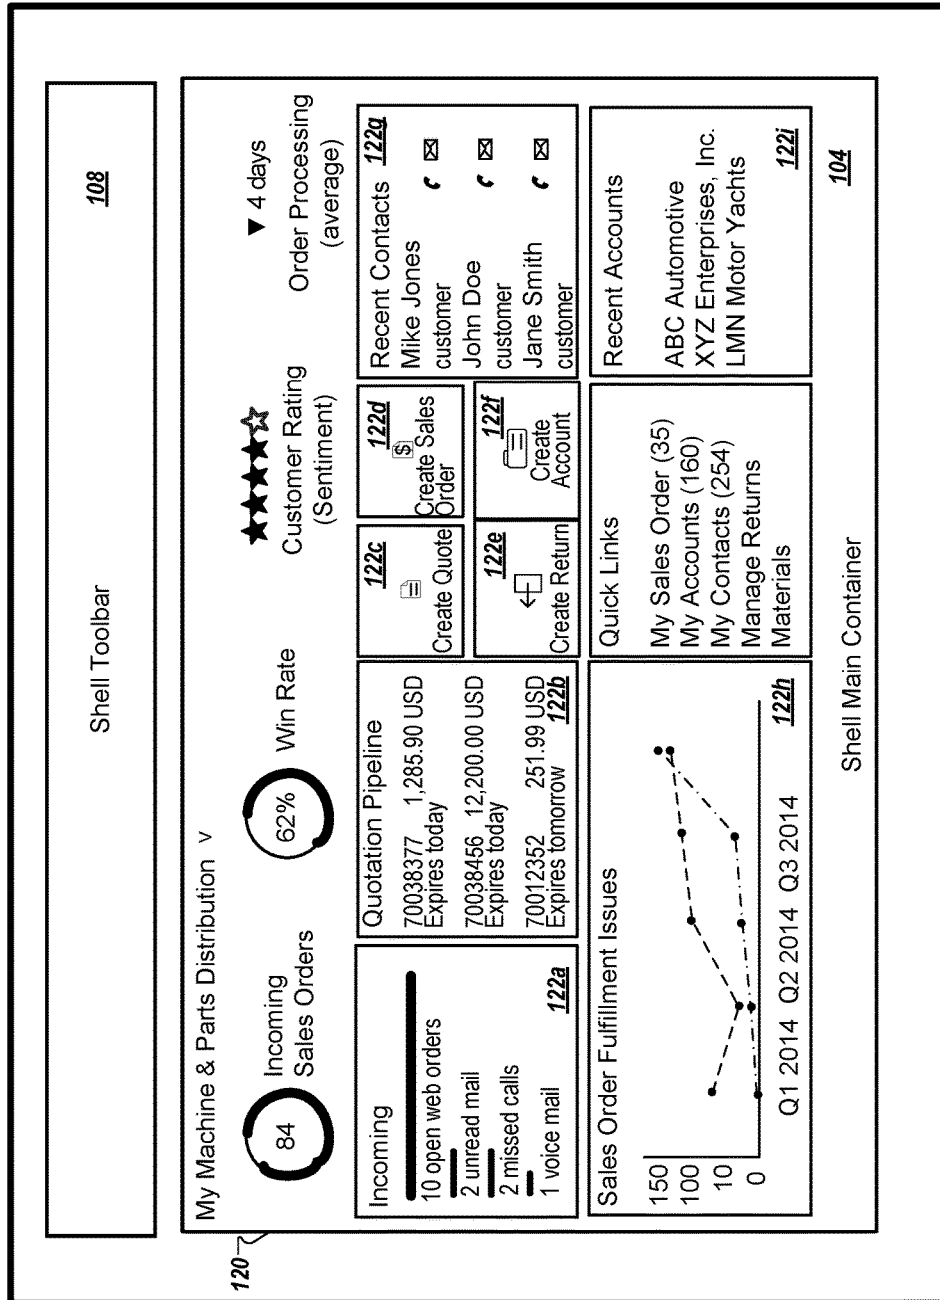 Shell Toolbar
108
120
My Machine & Parts Distribution v
84
Incoming
Sales Orders
62%
Win Rate
Customer Rating
(Sentiment)
▼ 4 days
Order Processing
(average)
Incoming
10 open web orders
2 unread mail
2 missed calls
1 voice mail
122a
Quotation Pipeline
70038377 1,285.90 USD
Expires today
70038456 12,200.00 USD
Expires today
70012352 251.99 USD
Expires tomorrow
122b
122c
Create Quote
122d
$
Create Sales
Order
122e
Create Return
122f
Create
Account
Recent Contacts
122g
Mike Jones
customer
John Doe
customer
Jane Smith
customer
Sales Order Fulfillment Issues
150
100
10
0
Q1 2014 Q2 2014 Q3 2014
122h
Quick Links
My Sales Order (35)
My Accounts (160)
My Contacts (254)
Manage Returns
Materials
Recent Accounts
ABC Automotive
XYZ Enterprises, Inc.
LMN Motor Yachts
122i
Shell Main Container
104